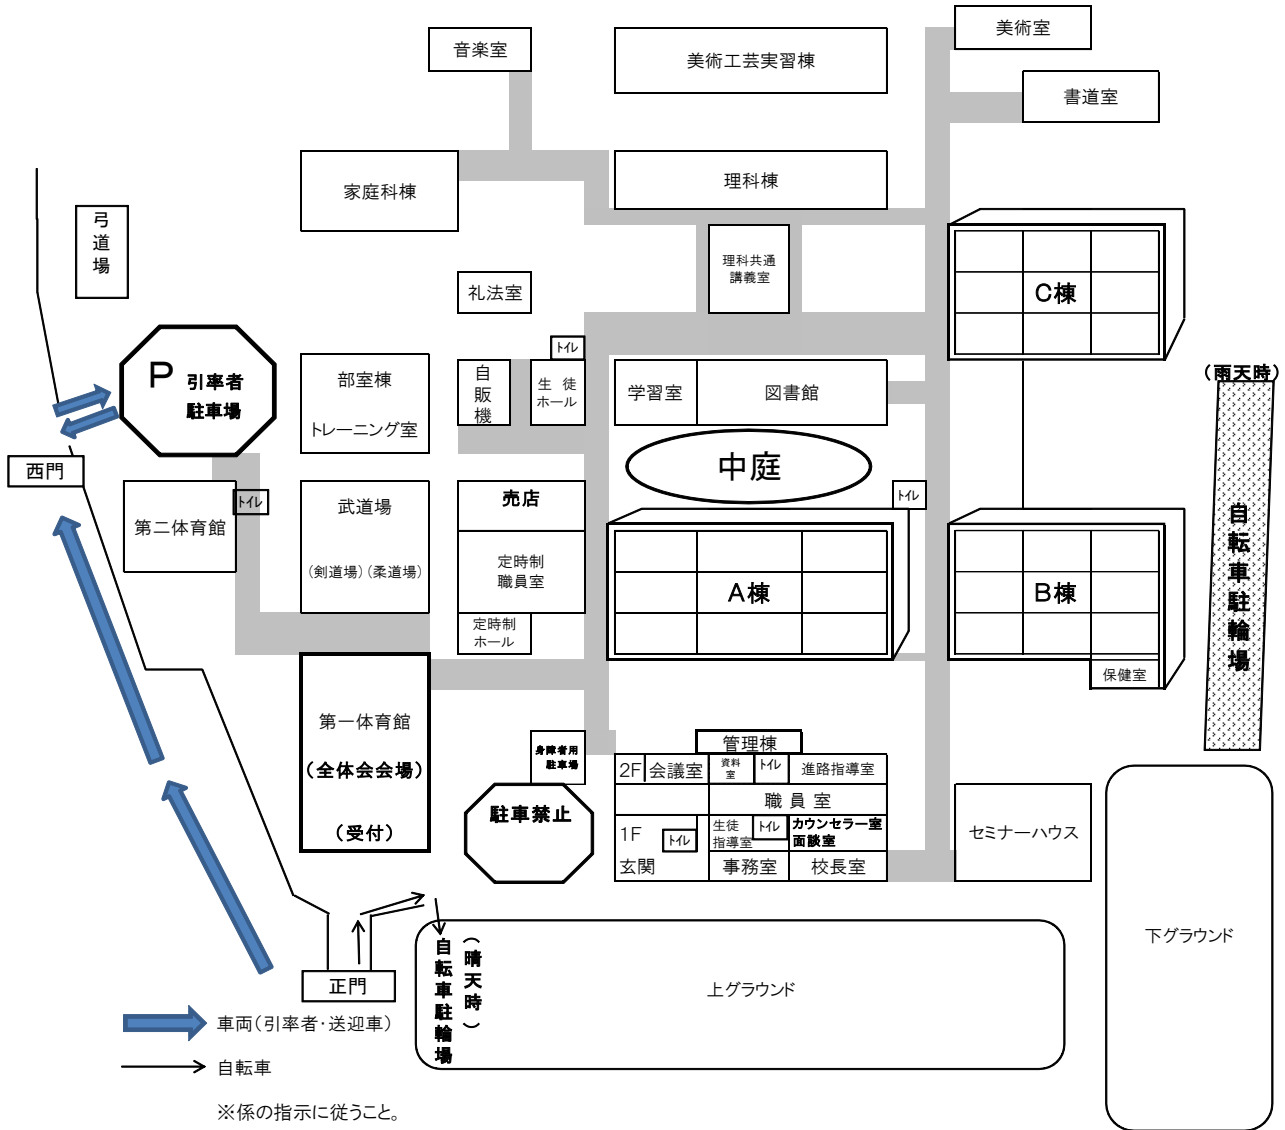 美術室
音楽室
美術工芸実習棟
書道室
家庭科棟
理科棟
弓道場
理科共通
講義室
礼法室
C棟
トイレ
P 引率者
駐車場
部室棟
トレーニング室
自販機
生 徒
ホール
学習室
図書館
(雨天時)
自転車駐輪場
中庭
西門
トイレ
第二体育館
武道場
(剣道場)(柔道場)
売店
定時制
職員室
定時制
ホール
トイレ
A棟
B棟
保健室
第一体育館
(全体会会場)
(受付)
身障者用
駐車場
駐車禁止
管理棟
2F
会議室
資料
室
トイレ
進路指導室
職 員 室
1F
玄関
トイレ
生徒
指導室
トイレ
カウンセラー室
面談室
事務室
校長室
セミナーハウス
下グラウンド
上グラウンド
(晴天時)
自転車駐輪場
正門
車両(引率者・送迎車)
自転車
※係の指示に従うこと。